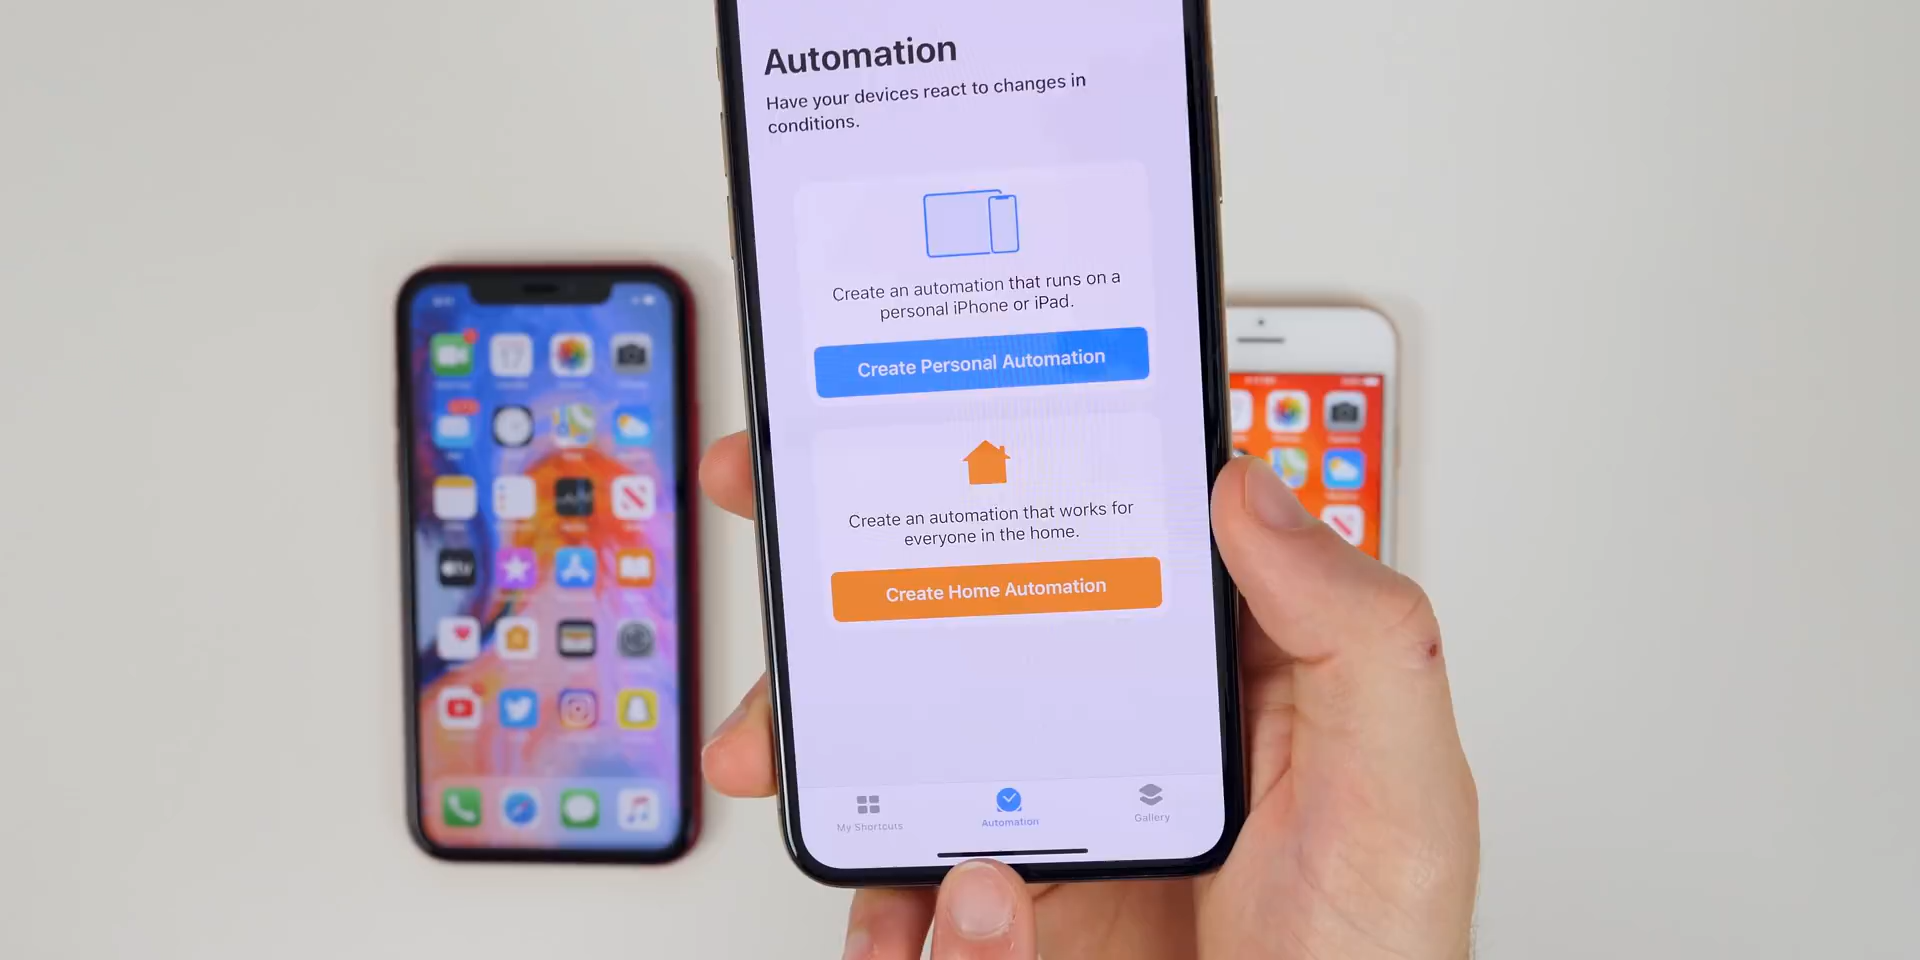 Automation
Have your devices react to changes in
conditions.
Create an automation that runs on a
personal iPhone or iPad.
Create Personal Automation
Create an automation that works for
everyone in the home.
Create Home Automation
My Shortcuts
Automation
Gallery
17